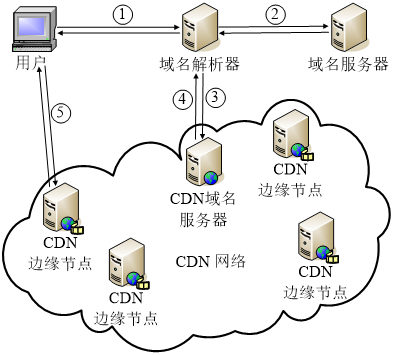 ①
②
用户
域名解析器
域名服务器
④
③
⑤
CDN
边缘节点
CDN域名
服务器
CDN
边缘节点
CDN 网络
CDN
边缘节点
CDN
边缘节点